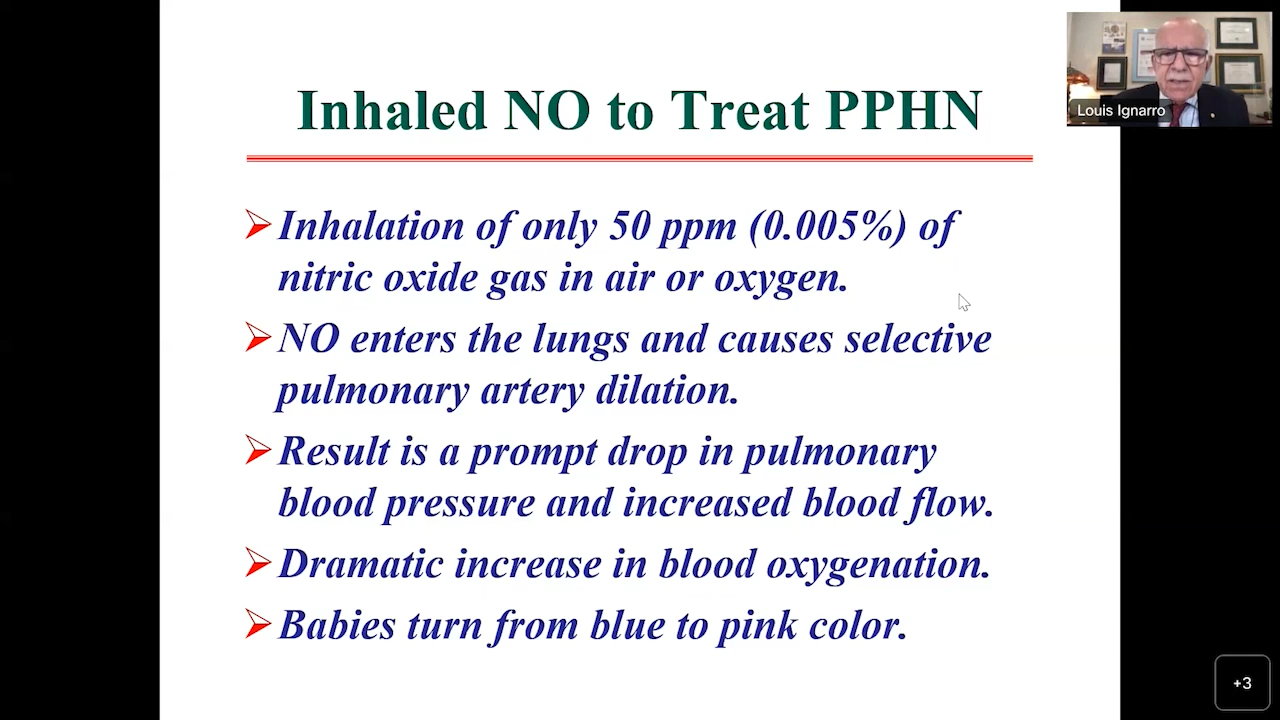 Inhaled NO to Treat PPHN
Louis Ignarro
Inhalation of only 50 ppm (0.005%) of
nitric oxide gas in air or oxygen.
NO enters the lungs and causes selective
pulmonary artery dilation.
Result is a prompt drop in pulmonary
blood pressure and increased blood flow.
Dramatic increase in blood oxygenation.
Babies turn from blue to pink color.
+3